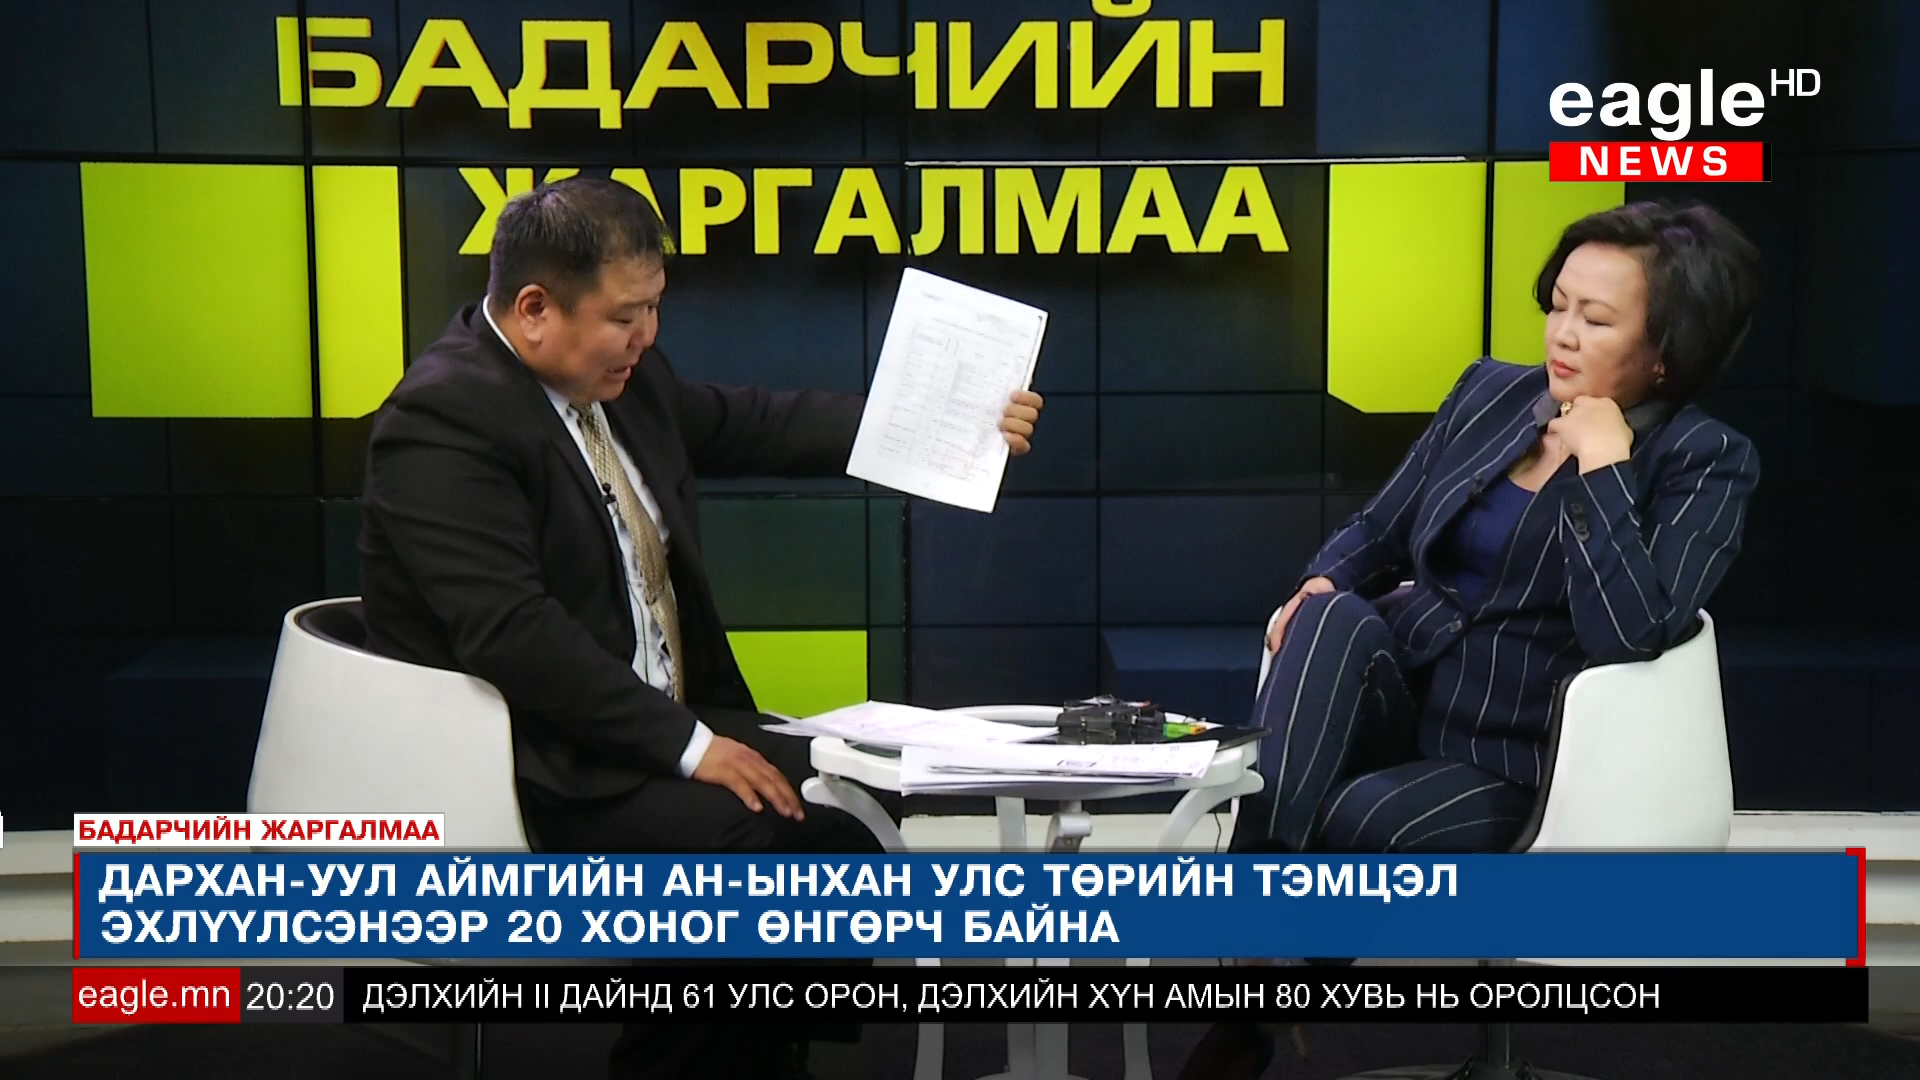 БАДАРЧИЙН
ЖАРГАЛМАА
eagle HD
NEWS
БАДАРЧИЙН ЖАРГАЛМАА
ДАРХАН-УУЛ АЙМГИЙН АН-ЫНХАН УЛС ТӨРИЙН ТЭМЦЭЛ
ЭХЛҮҮЛСЭНЭЭР 20 ХОНОГ ӨНГӨРЧ БАЙНА
eagle.mn 20:20 ДЭЛХИЙН II ДАЙНД 61 УЛС ОРОН, ДЭЛХИЙН ХҮН АМЫН 80 ХУВЬ НЬ ОРОЛЦСОН